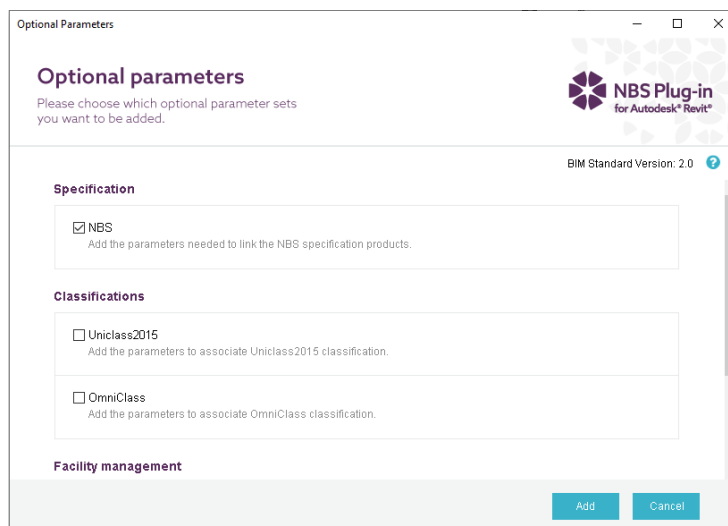 Optional Parameters
Optional parameters
Please choose which optional parameter sets
you want to be added.
NBS Plug-in
for Autodesk® Revit®
BIM Standard Version: 2.0
?
Specification
NBS
Add the parameters needed to link the NBS specification products.
Classifications
Uniclass2015
Add the parameters to associate Uniclass2015 classification.
OmniClass
Add the parameters to associate OmniClass classification.
Facility management
Add
Cancel